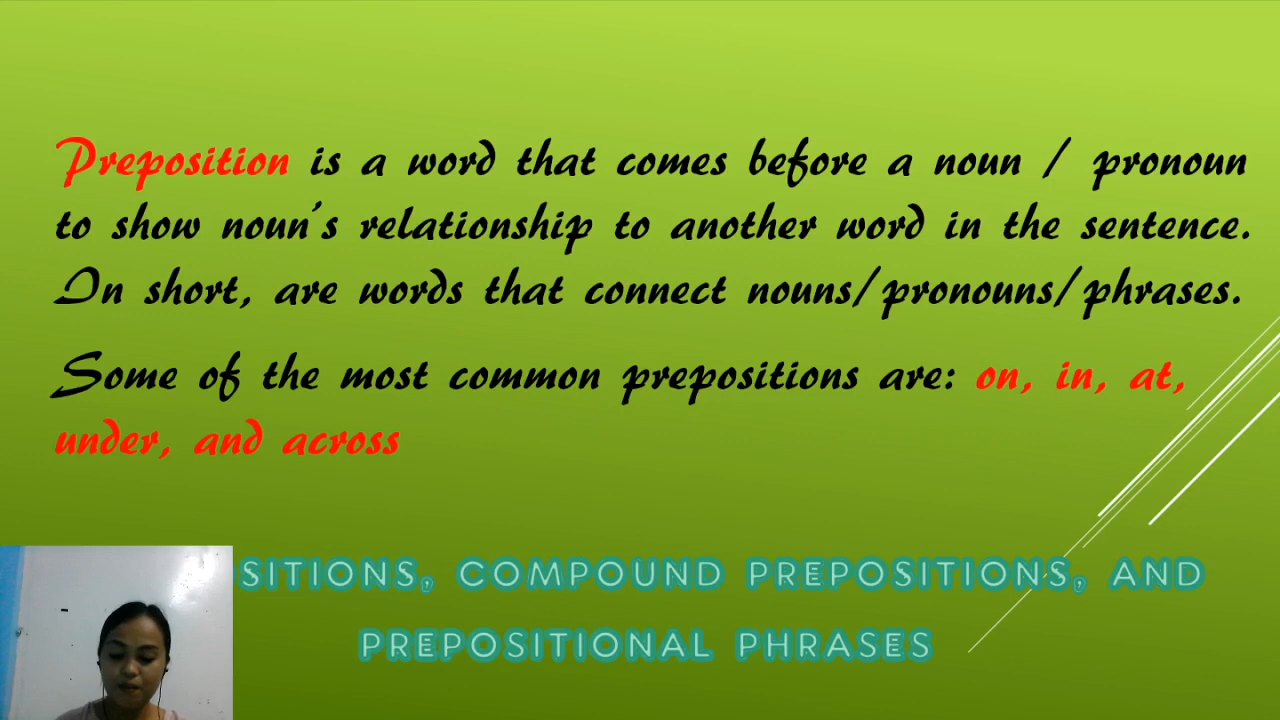 Preposition is a word that comes before a noun / pronoun
to show noun's relationship to another word in the sentence.
In short, are words that connect nouns/pronouns/phrases.
Some of the most common prepositions are: on, in, at,
under, and across
SITIONS, COMPOUND PREPOSITIONS, AND
PREPOSITIONAL PHRASES